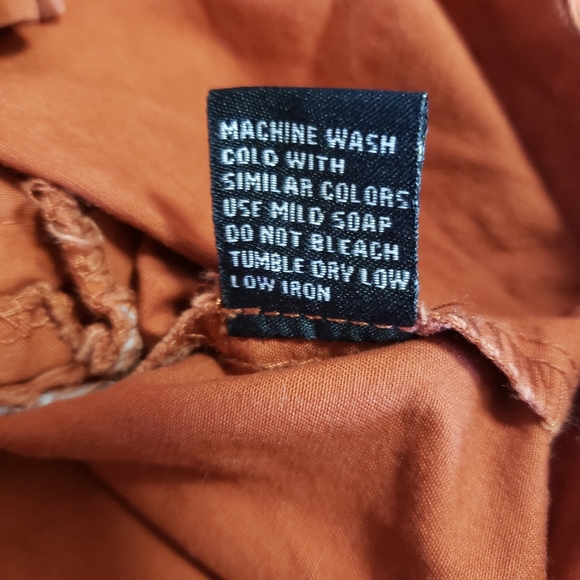 MACHINE WASH
COLD WITH
SIMILAR COLORS
USE MILD SOAP
DO NOT BLEACH
TUMBLE DRY LOW
LOW IRON